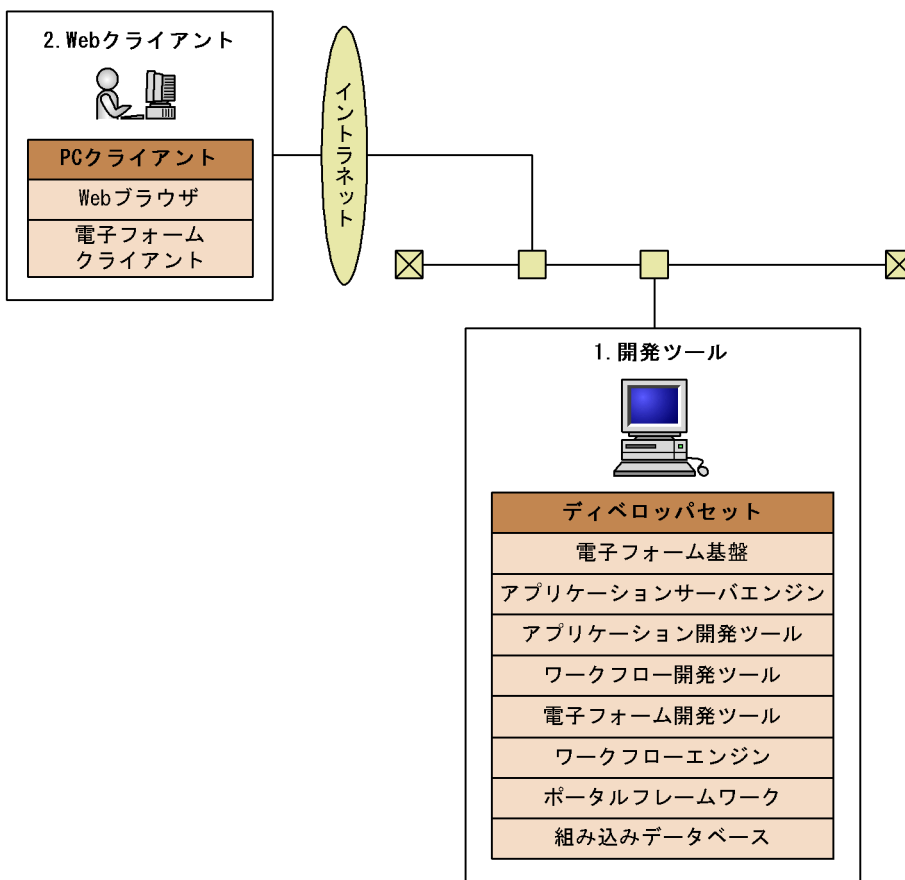 2.Webクライアント
PCクライアント
Webブラウザ
電子フォーム
クライアント
イントラネット
1.開発ツール
ディベロッパセット
電子フォーム基盤
アプリケーションサーバエンジン
アプリケーション開発ツール
ワークフロー開発ツール
電子フォーム開発ツール
ワークフローエンジン
ポータルフレームワーク
組み込みデータベース